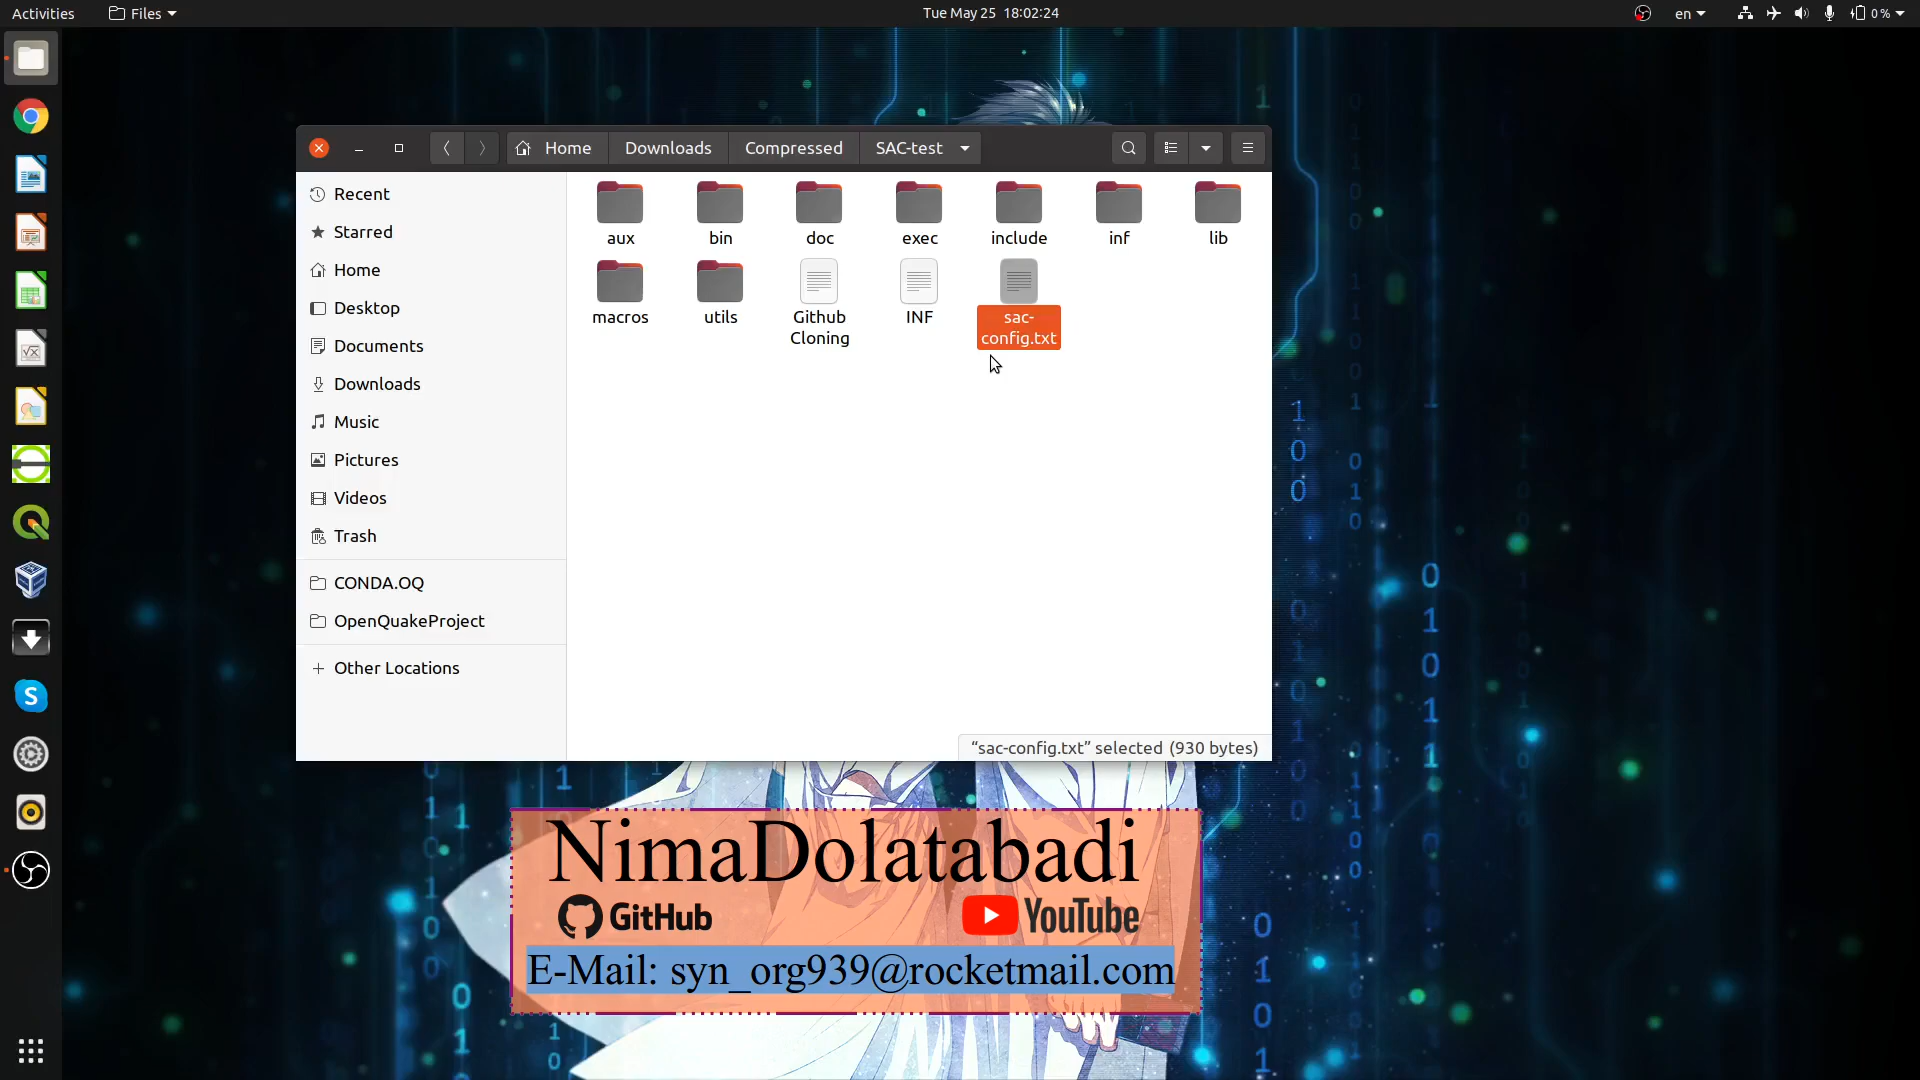 Activities Files Tue May 25 18:02:24 en 0 %
Home Downloads Compressed SAC-test
Recent
Starred
Home
Desktop
Documents
Downloads
Music
Pictures
Videos
Trash
CONDA.OQ
OpenQuakeProject
Other Locations
aux bin doc exec include inf lib
macros utils Github INF sac-
Cloning config.txt
“sac-config.txt” selected (930 bytes)
NimaDolatabadi
GitHub YouTube
E-Mail: syn_org939@rocketmail.com